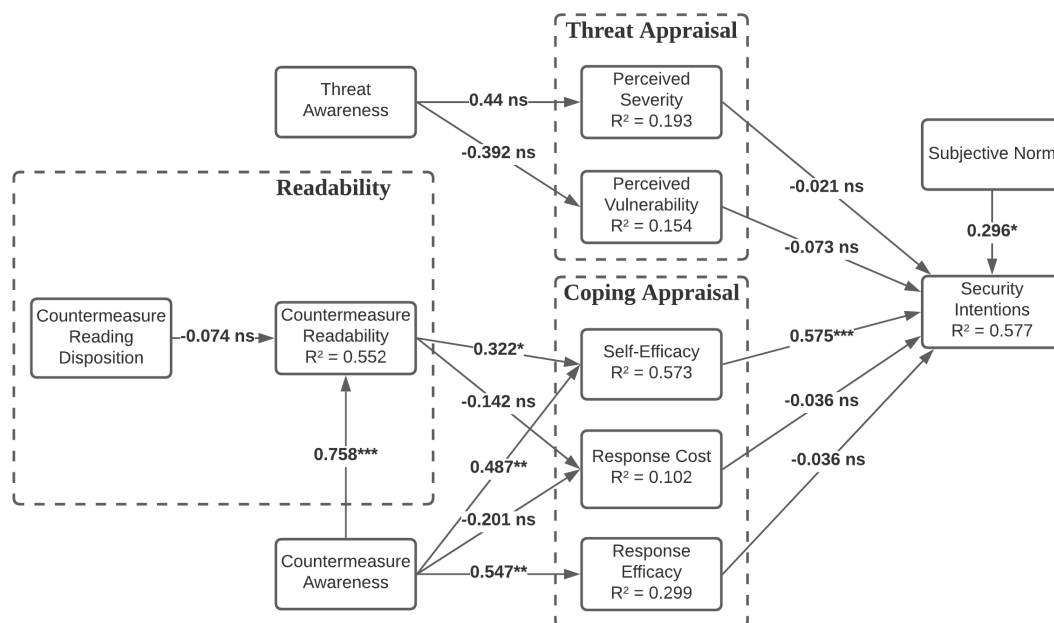 Threat Appraisal
Threat
Awareness
0.44 ns
-0.392 ns
Perceived
Severity
R² = 0.193
Perceived
Vulnerability
R² = 0.154
-0.021 ns
-0.073 ns
Subjective Norm
0.296*
Security
Intentions
R² = 0.577
Readability
Countermeasure
Reading
Disposition
-0.074 ns
Countermeasure
Readability
R² = 0.552
0.758***
Countermeasure
Awareness
0.322*
-0.142 ns
0.487**
-0.201 ns
0.547**
Coping Appraisal
Self-Efficacy
R² = 0.573
Response Cost
R² = 0.102
Response
Efficacy
R² = 0.299
0.575***
-0.036 ns
-0.036 ns